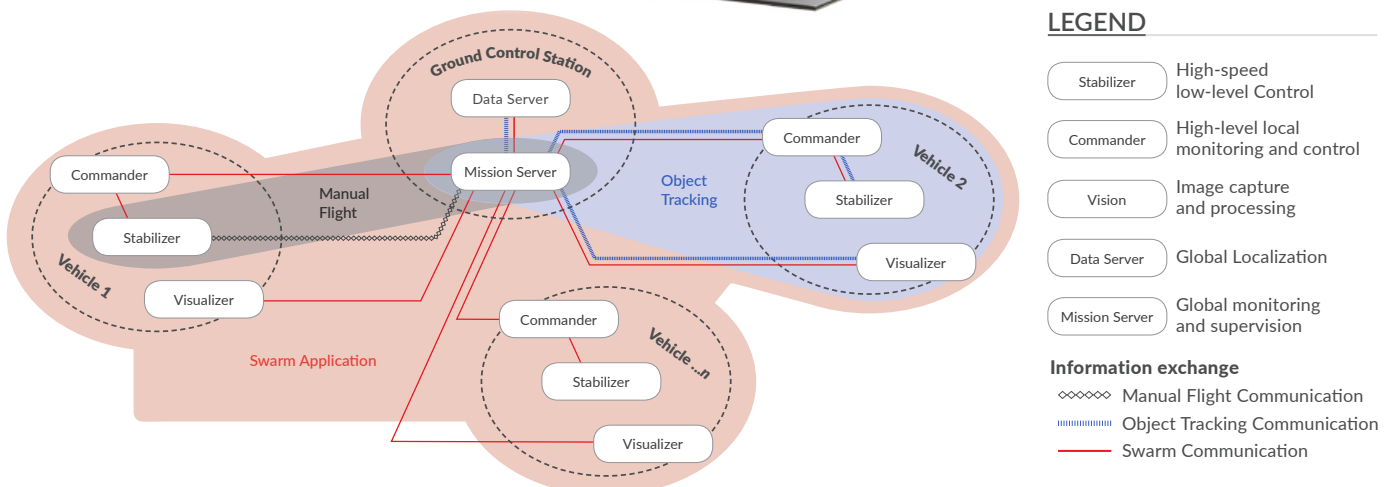 Ground Control Station
Data Server
Mission Server
Commander
Manual
Flight
Stabilizer
Vehicle 1
Visualizer
Object
Tracking
Commander
Vehicle 2
Stabilizer
Visualizer
Swarm Application
Commander
Vehicle ...n
Stabilizer
Visualizer
LEGEND
Stabilizer
High-speed
low-level Control
Commander
High-level local
monitoring and control
Vision
Image capture
and processing
Data Server
Global Localization
Mission Server
Global monitoring
and supervision
Information exchange
Manual Flight Communication
Object Tracking Communication
Swarm Communication